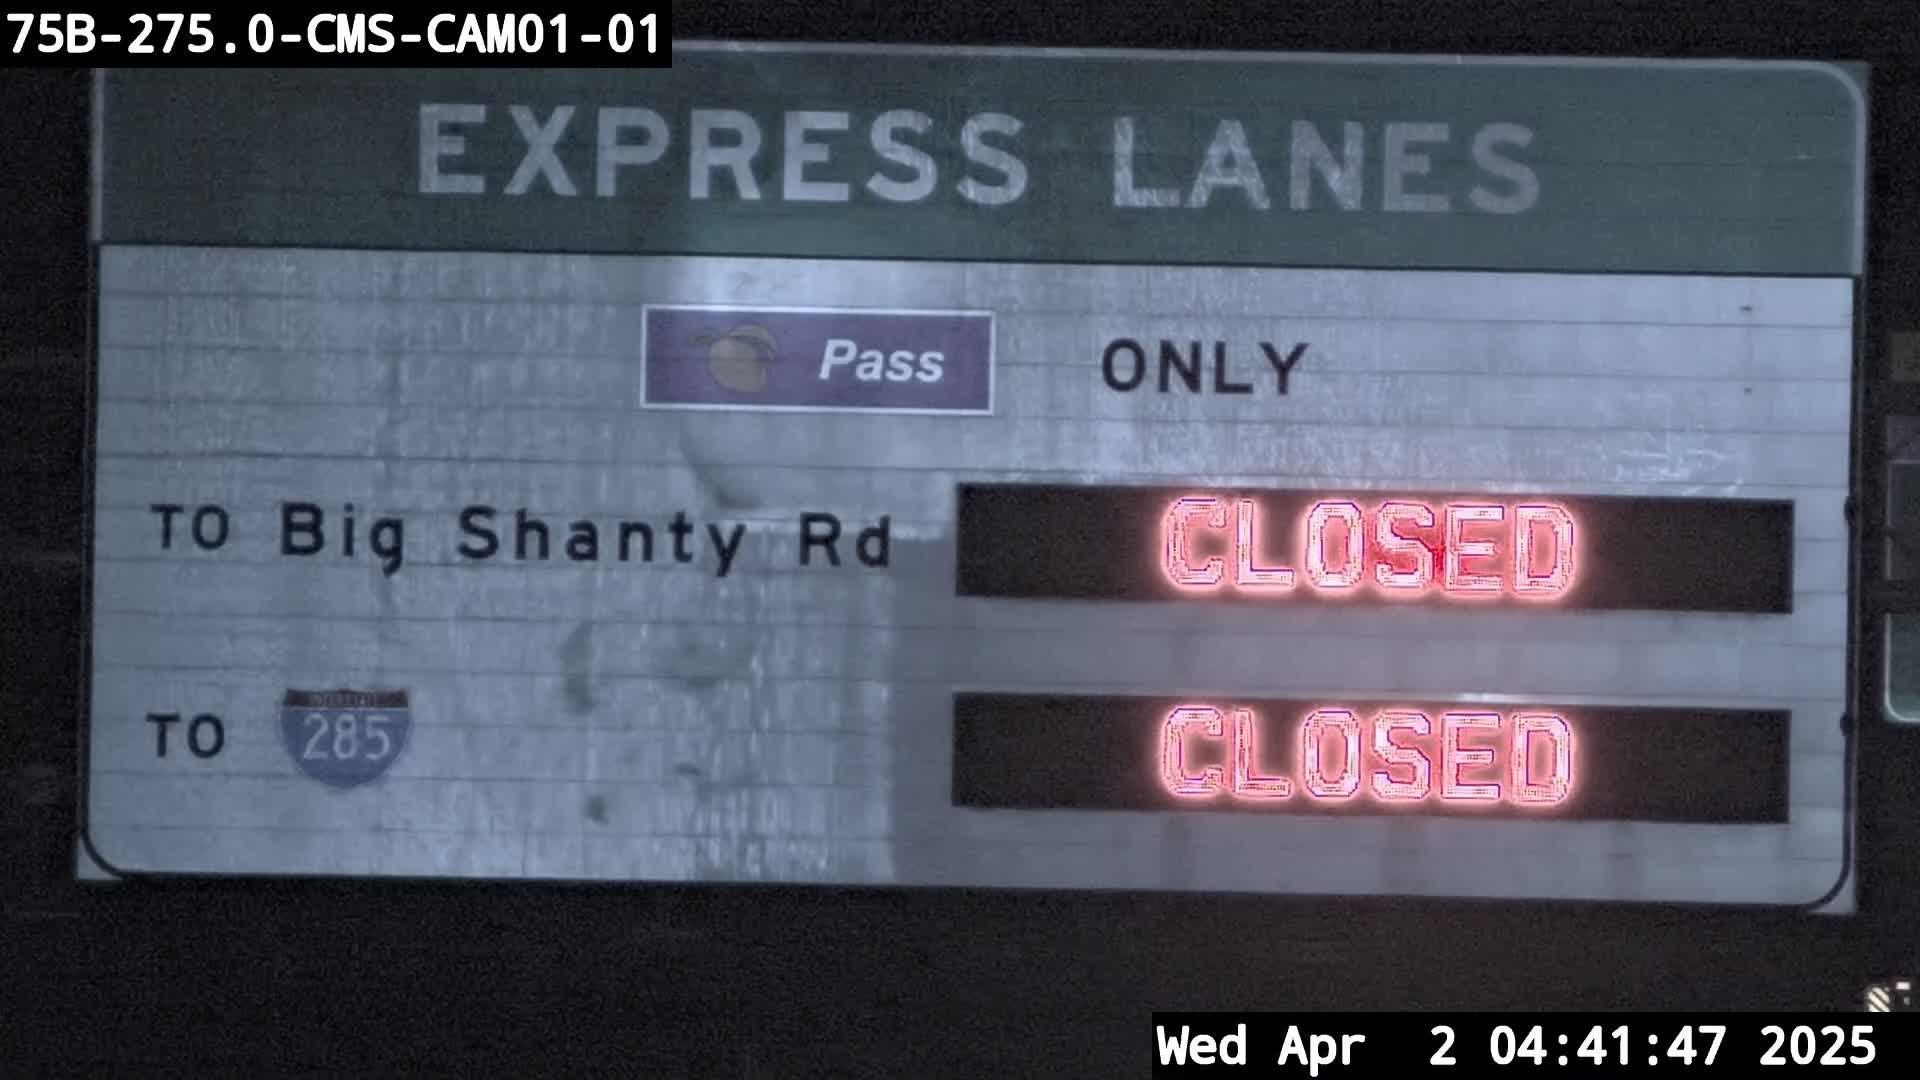 75B-275.0-CMS-CAM01-01
EXPRESS LANES
Pass ONLY
TO Big Shanty Rd CLOSED
TO INTERSTATE 285 CLOSED
Wed Apr 2 04:41:47 2025